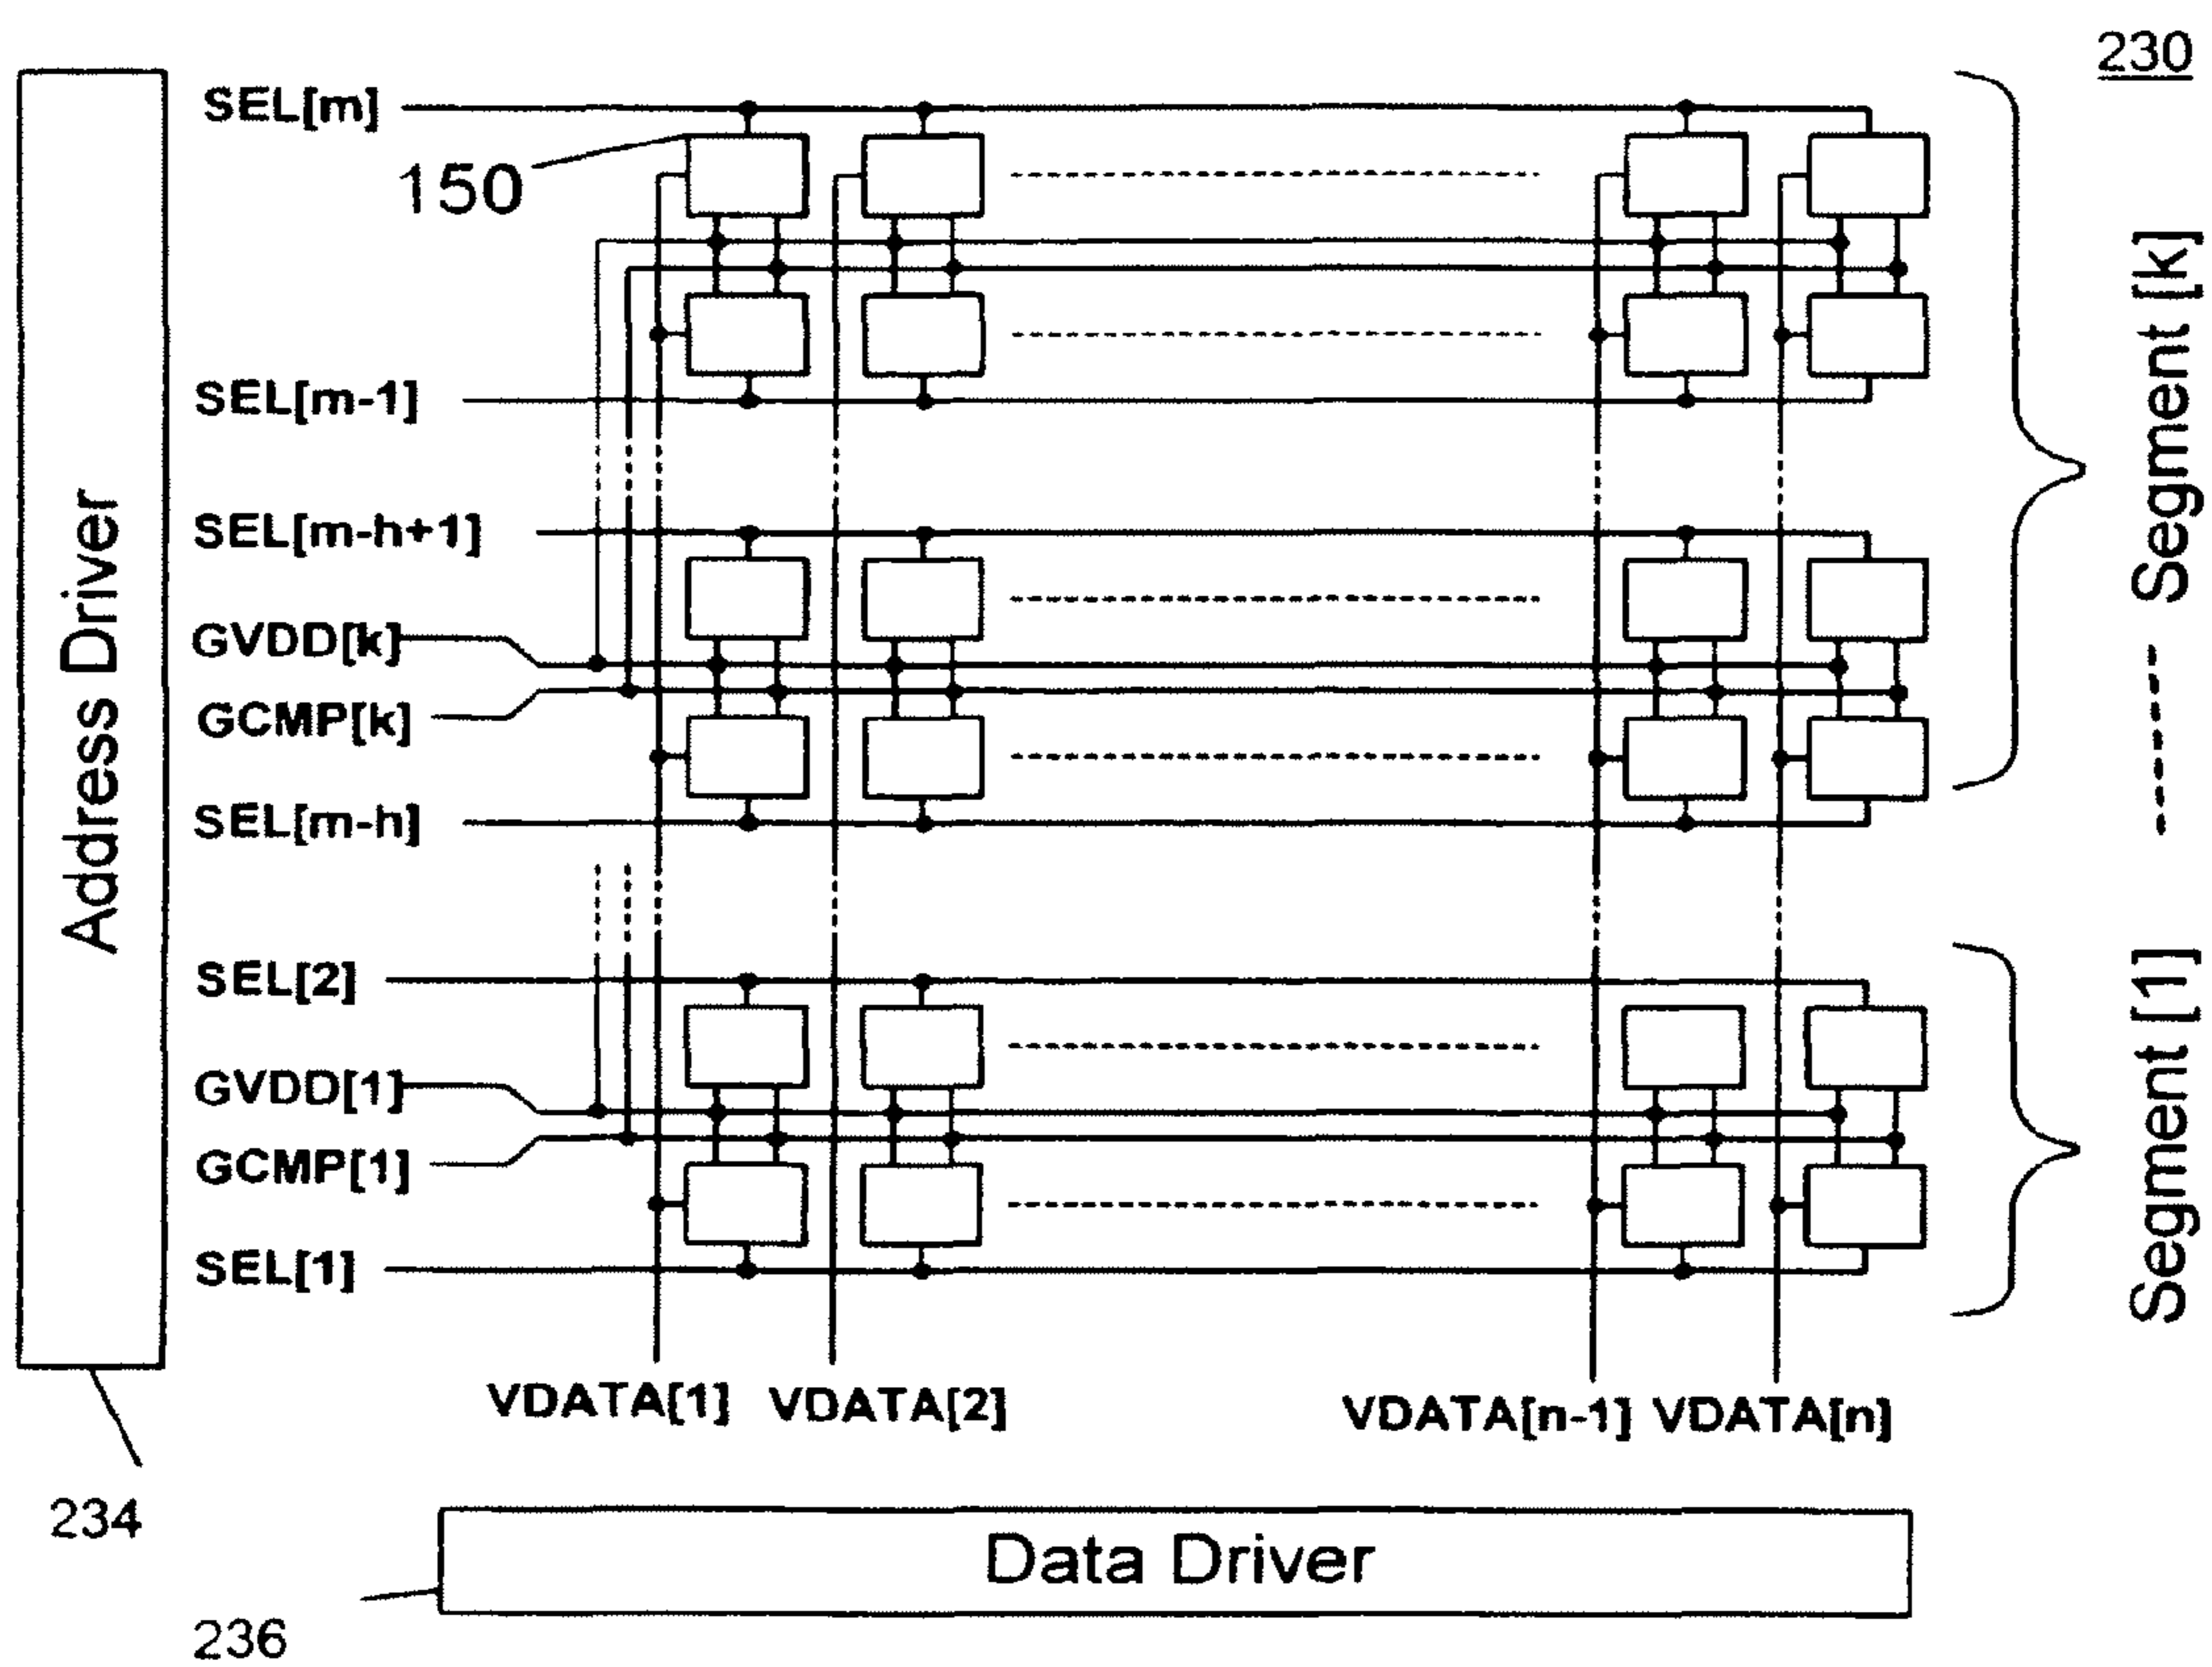 230
SEL[m]
150
SEL[m-1]
SEL[m-h+1]
GVDD[k]
GCMP[k]
SEL[m-h]
SEL[2]
GVDD[1]
GCMP[1]
SEL[1]
Address Driver
Segment [k]
Segment [1]
VDATA[1] VDATA[2] VDATA[n-1] VDATA[n]
234
Data Driver
236